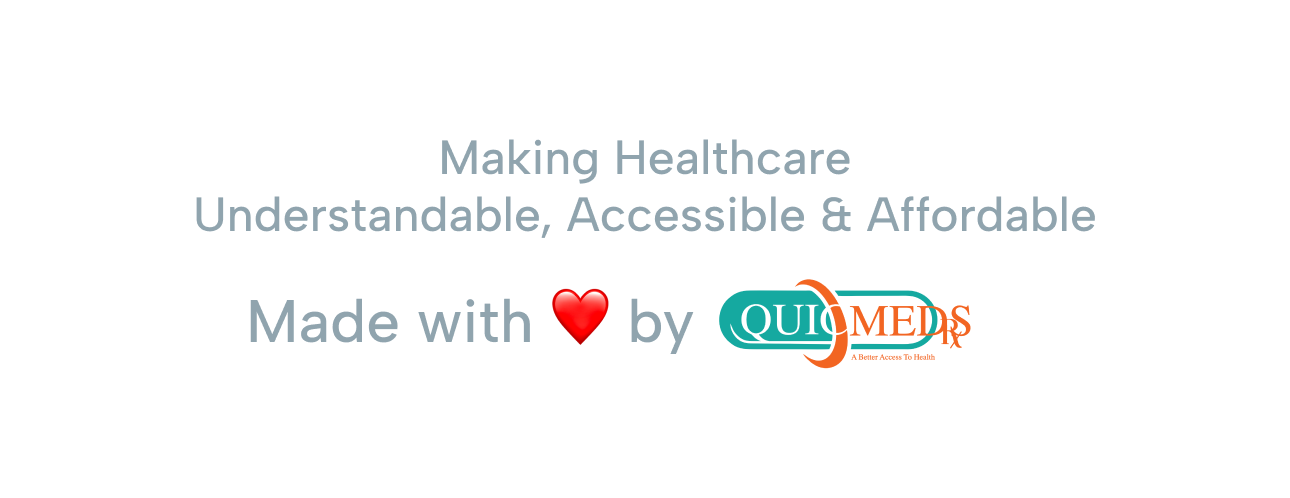 Making Healthcare
Understandable, Accessible & Affordable
Made with ❤️ by QUICMEDS Rx
A Better Access To Health